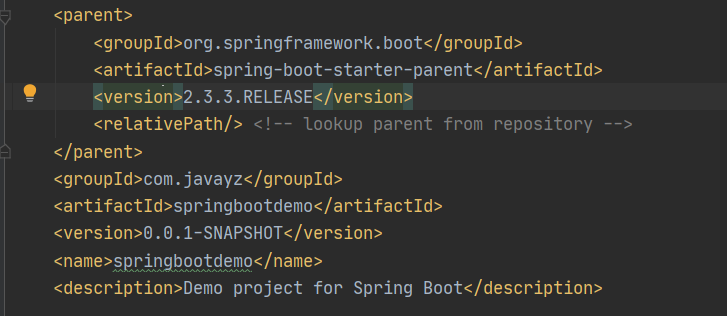 <parent>
<groupId>org.springframework.boot</groupId>
<artifactId>spring-boot-starter-parent</artifactId>
<version>2.3.3.RELEASE</version>
<relativePath/> <!-- lookup parent from repository -->
</parent>
<groupId>com.javayz</groupId>
<artifactId>springbootdemo</artifactId>
<version>0.0.1-SNAPSHOT</version>
<name>springbootdemo</name>
<description>Demo project for Spring Boot</description>